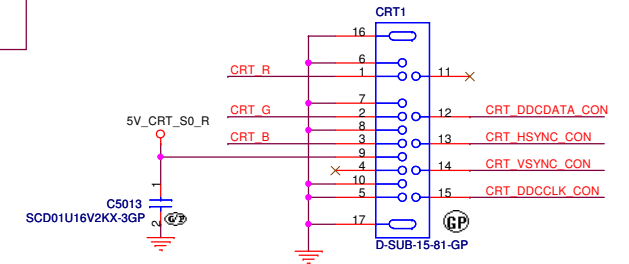 CRT1
16
6
CRT_R
1
11
7
CRT_G
2
12
CRT_DDCDATA_CON
5V_CRT_S0_R
8
CRT_B
3
13
CRT_HSYNC_CON
9
4
14
CRT_VSYNC_CON
10
1
5
15
CRT_DDCCLK_CON
C5013
SCD01U16V2KX-3GP
2
GP
17
GP
D-SUB-15-81-GP